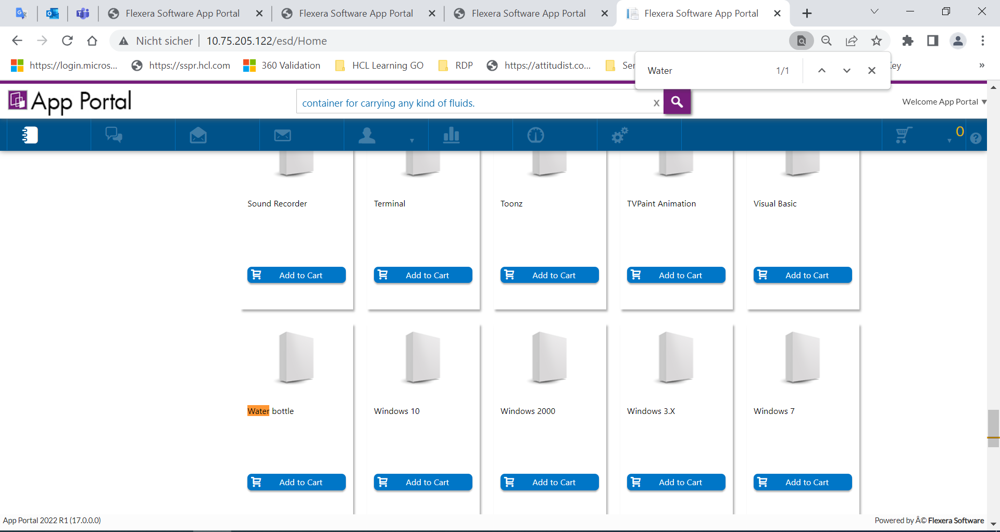 Flexera Software App Portal
Flexera Software App Portal
Flexera Software App Portal
Flexera Software App Portal
Nicht sicher 10.75.205.122/esd/Home
https://login.micros... https://sspr.hcl.com 360 Validation HCL Learning GO RDP https://attitudist.co... Ser
Water 1/1
App Portal
container for carrying any kind of fluids. x
Welcome App Portal
0
Sound Recorder Terminal Toonz TVPaint Animation Visual Basic
Add to Cart Add to Cart Add to Cart Add to Cart Add to Cart
Water bottle Windows 10 Windows 2000 Windows 3.X Windows 7
Add to Cart Add to Cart Add to Cart Add to Cart Add to Cart
App Portal 2022 R1 (17.0.0.0)
Powered by Â© Flexera Software